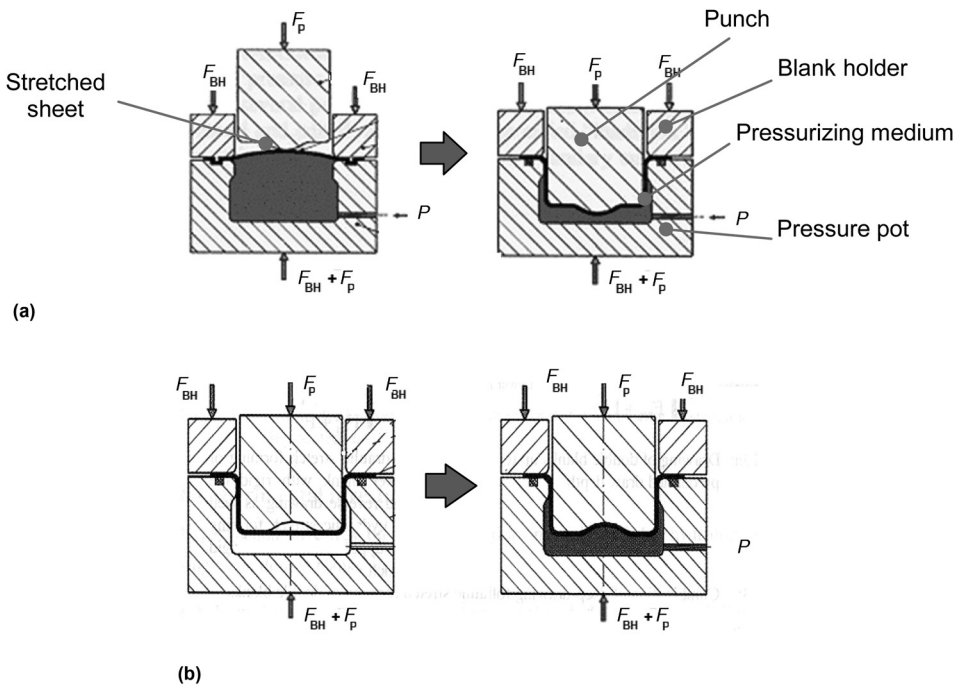 Punch
F_p
F_BH
F_BH
Stretched
sheet
F_BH
F_p
F_BH
Blank holder
Pressurizing medium
P
P
Pressure pot
F_BH + F_p
F_BH + F_p
(a)
F_BH
F_p
F_BH
F_BH
F_p
F_BH
P
F_BH + F_p
F_BH + F_p
(b)